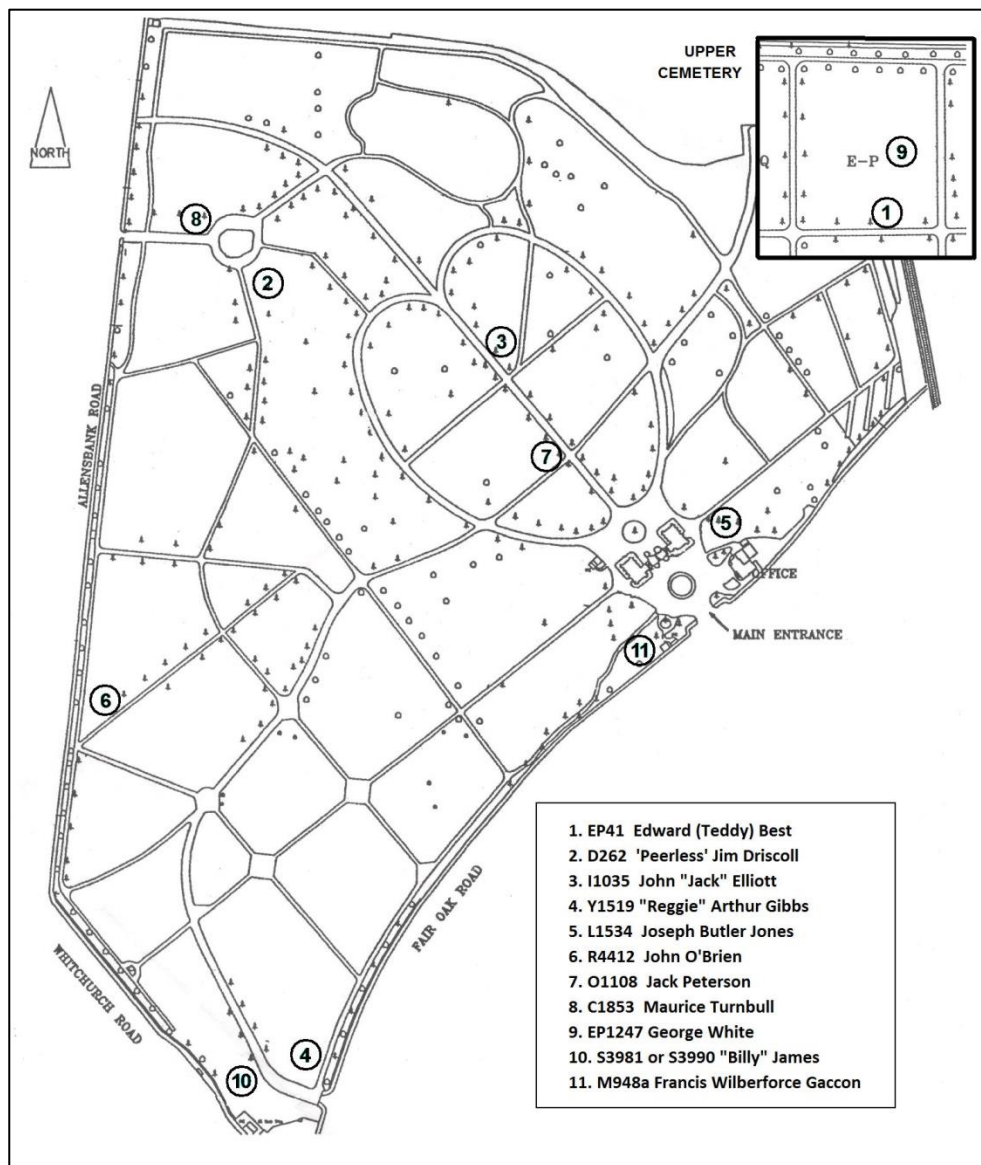 UPPER
CEMETERY
NORTH
Q
E-P
9
1
8
2
3
7
5
ALLENSBANK ROAD
OFFICE
MAIN ENTRANCE
11
6
FAIR OAK ROAD
WHITCHURCH ROAD
4
10
1. EP41 Edward (Teddy) Best
2. D262 'Peerless' Jim Driscoll
3. I1035 John "Jack" Elliott
4. Y1519 "Reggie" Arthur Gibbs
5. L1534 Joseph Butler Jones
6. R4412 John O'Brien
7. O1108 Jack Peterson
8. C1853 Maurice Turnbull
9. EP1247 George White
10. S3981 or S3990 "Billy" James
11. M948a Francis Wilberforce Gaccon